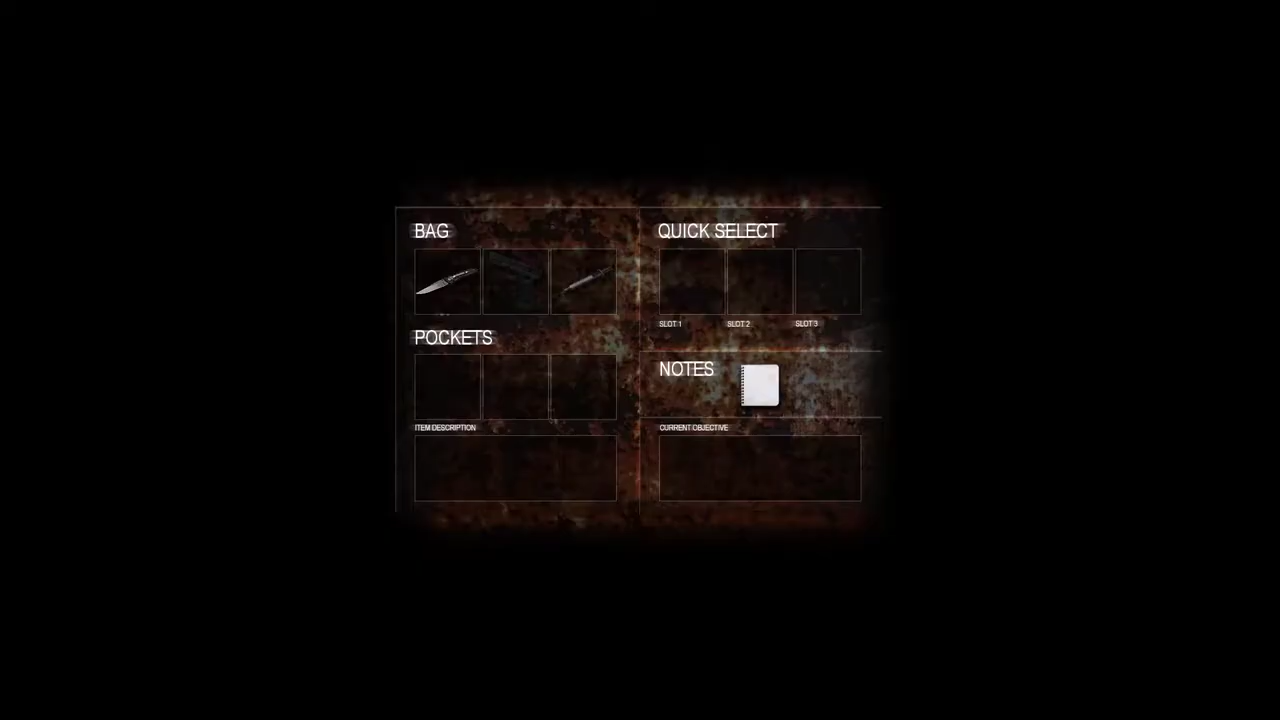 BAG
POCKETS
ITEM DESCRIPTION
QUICK SELECT
SLOT 1
SLOT 2
SLOT 3
NOTES
CURRENT OBJECTIVE